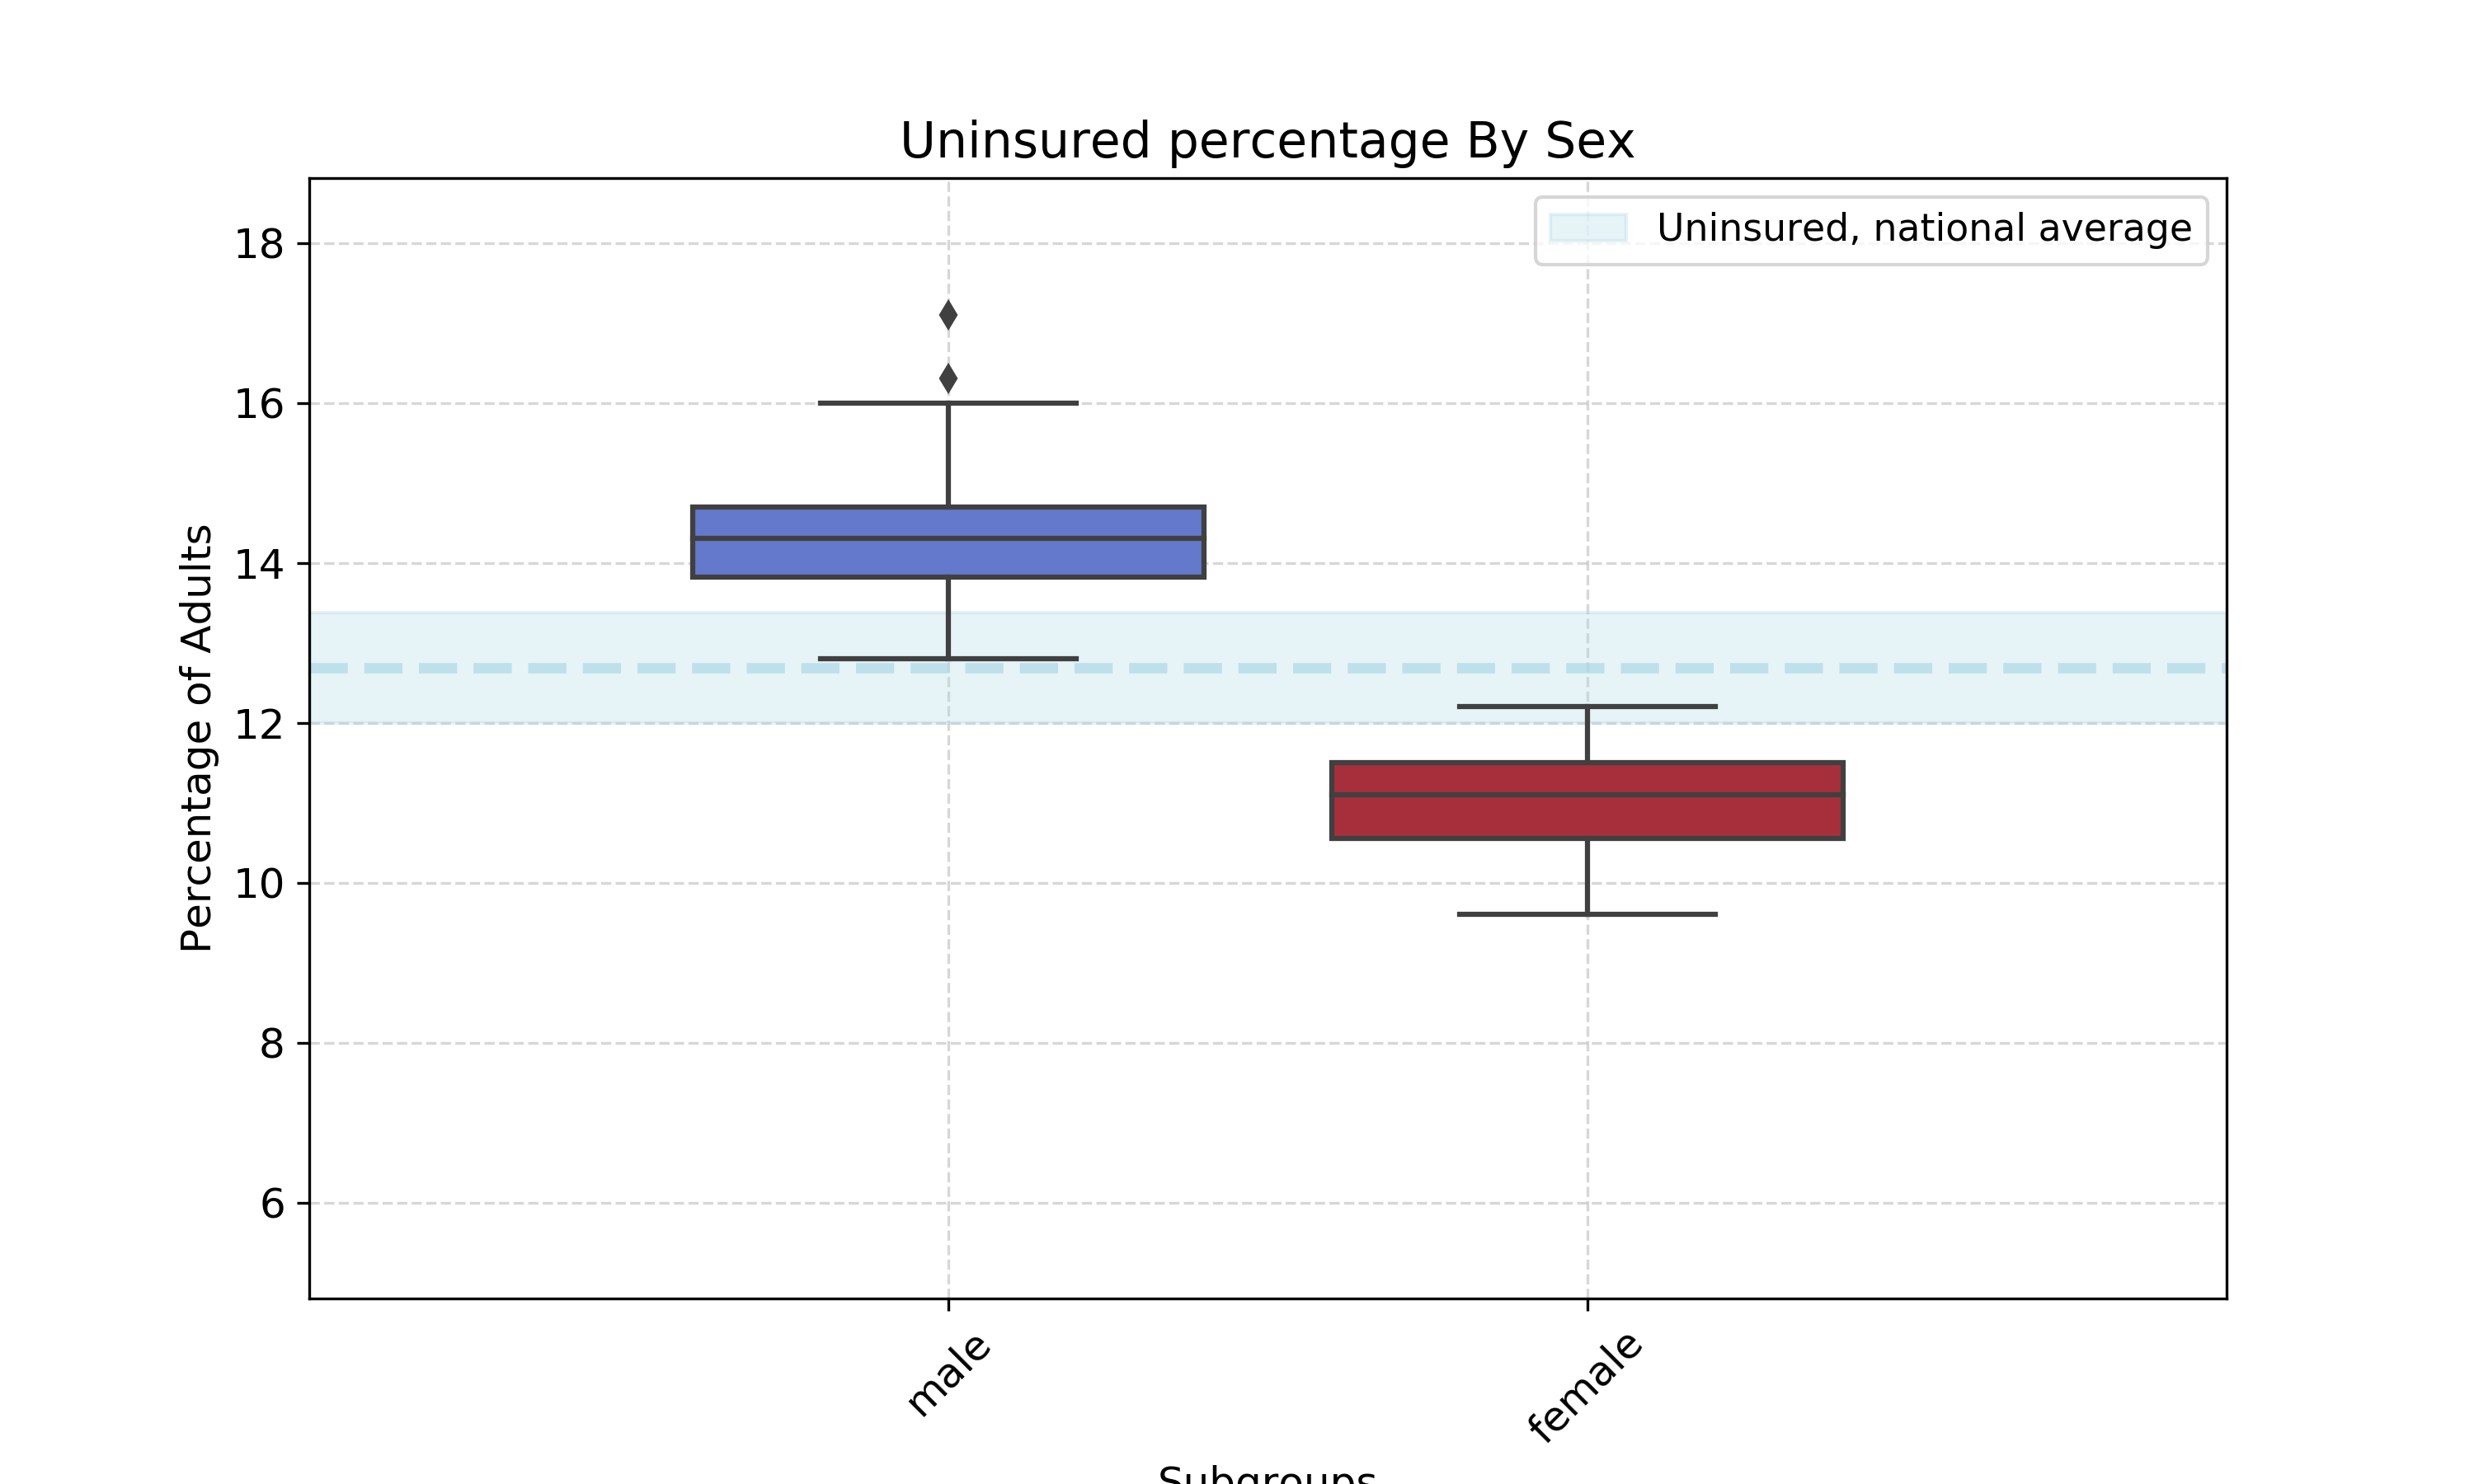 Uninsured percentage By Sex
Uninsured, national average
18
16
14
12
10
8
6
Percentage of Adults
male
female
Subgroups